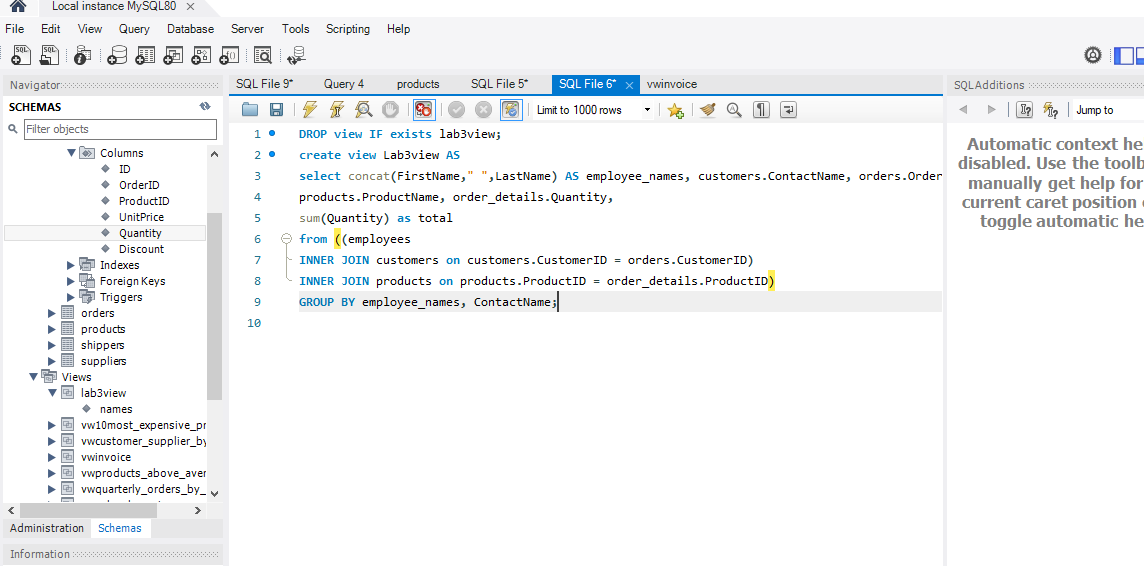 Local instance MySQL80 ×
File Edit View Query Database Server Tools Scripting Help
Navigator
SCHEMAS
Filter objects
Columns
ID
OrderID
ProductID
UnitPrice
Quantity
Discount
Indexes
Foreign Keys
Triggers
orders
products
shippers
suppliers
Views
lab3view
names
vw10most_expensive_pr
vwcustomer_supplier_by
vwinvoice
vwproducts_above_aver
vwquarterly_orders_by_
Administration Schemas
Information
SQL File 9* Query 4 products SQL File 5* SQL File 6* × vwinvoice
Limit to 1000 rows
1 DROP view IF exists lab3view;
2 create view Lab3view AS
3 select concat(FirstName," ",LastName) AS employee_names, customers.ContactName, orders.Order
4 products.ProductName, order_details.Quantity,
5 sum(Quantity) as total
6 from ((employees
7 INNER JOIN customers on customers.CustomerID = orders.CustomerID)
8 INNER JOIN products on products.ProductID = order_details.ProductID)
9 GROUP BY employee_names, ContactName;
10
SQLAdditions
Jump to
Automatic context he
disabled. Use the toolb
manually get help for
current caret position
toggle automatic he